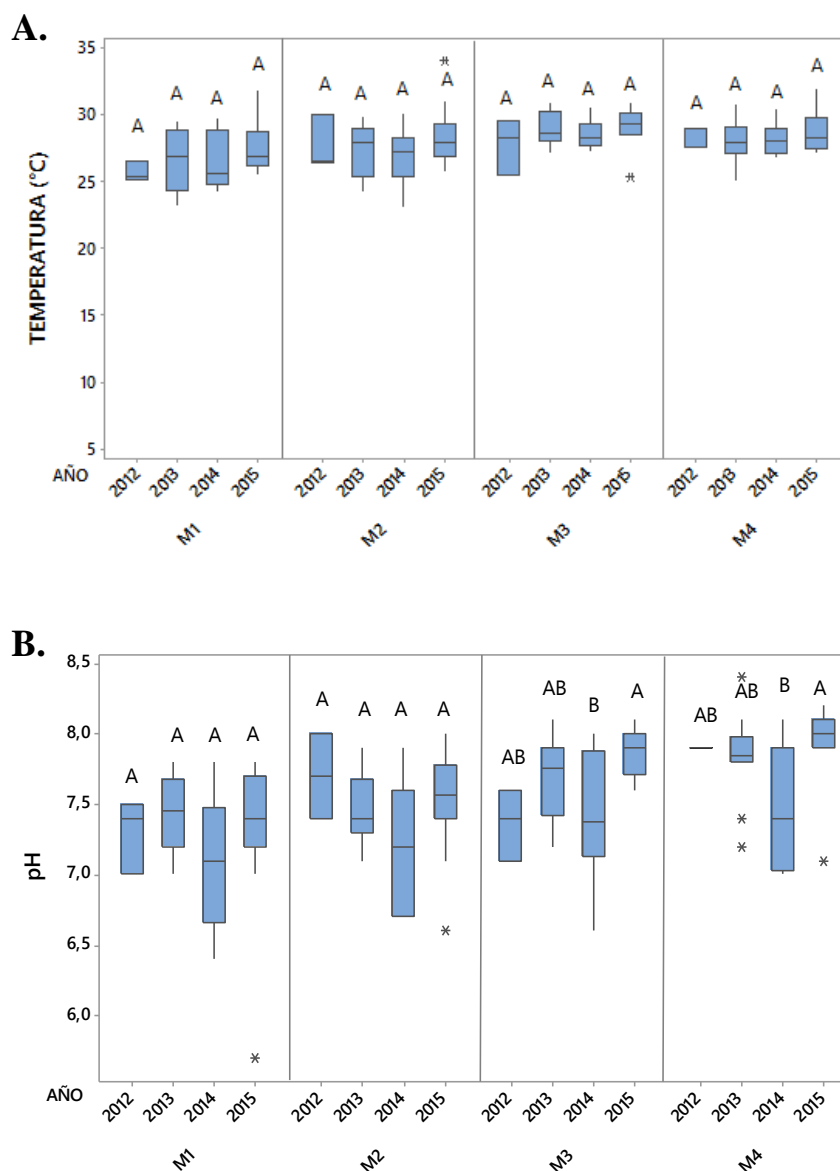 A.
TEMPERATURA (°C)
35
30
25
20
15
10
5
A A A A A A A A A A A A A A A A
AÑO
2012 2013 2014 2015 2012 2013 2014 2015 2012 2013 2014 2015 2012 2013 2014 2015
M1 M2 M3 M4
B.
pH
8,5
8,0
7,5
7,0
6,5
6,0
A A A A A A A A AB AB B A AB AB B A
AÑO
2012 2013 2014 2015 2012 2013 2014 2015 2012 2013 2014 2015 2012 2013 2014 2015
M1 M2 M3 M4